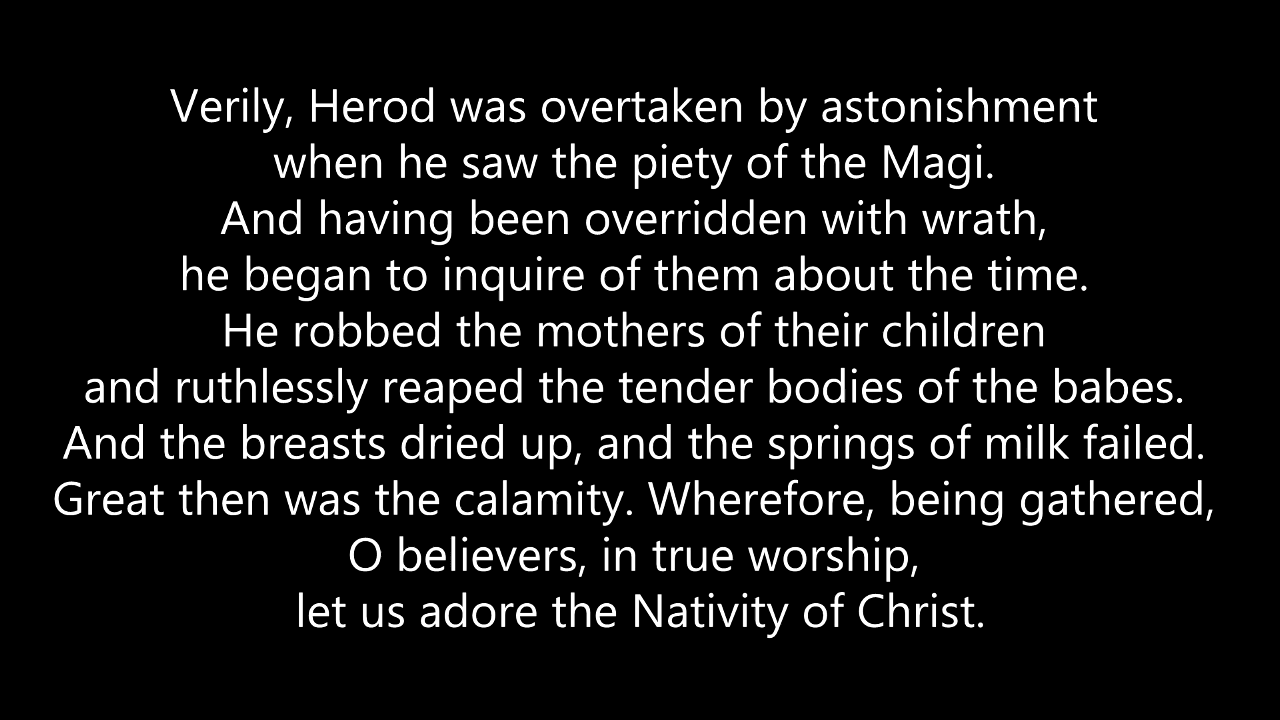 Verily, Herod was overtaken by astonishment
when he saw the piety of the Magi.
And having been overridden with wrath,
he began to inquire of them about the time.
He robbed the mothers of their children
and ruthlessly reaped the tender bodies of the babes.
And the breasts dried up, and the springs of milk failed.
Great then was the calamity. Wherefore, being gathered,
O believers, in true worship,
let us adore the Nativity of Christ.